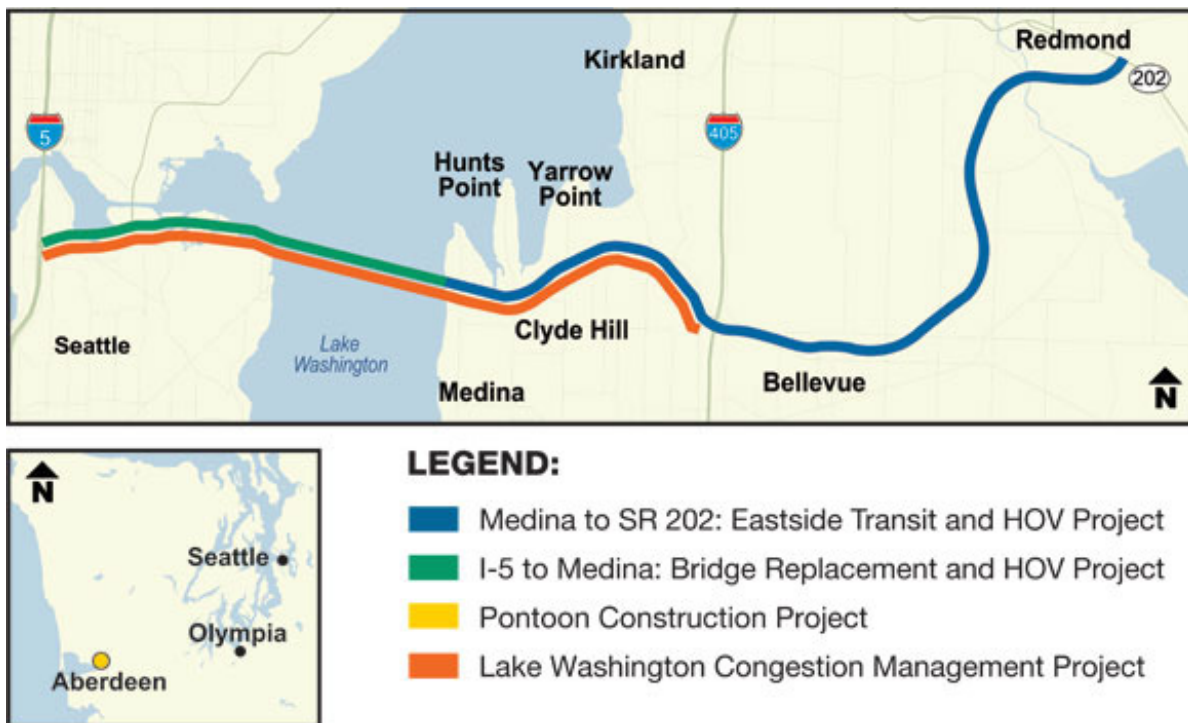 Redmond
202
Kirkland
405
5
Hunts
Point
Yarrow
Point
Seattle
Lake
Washington
Clyde Hill
Medina
Bellevue
N
N
Seattle
Olympia
Aberdeen
LEGEND:
Medina to SR 202: Eastside Transit and HOV Project
I-5 to Medina: Bridge Replacement and HOV Project
Pontoon Construction Project
Lake Washington Congestion Management Project